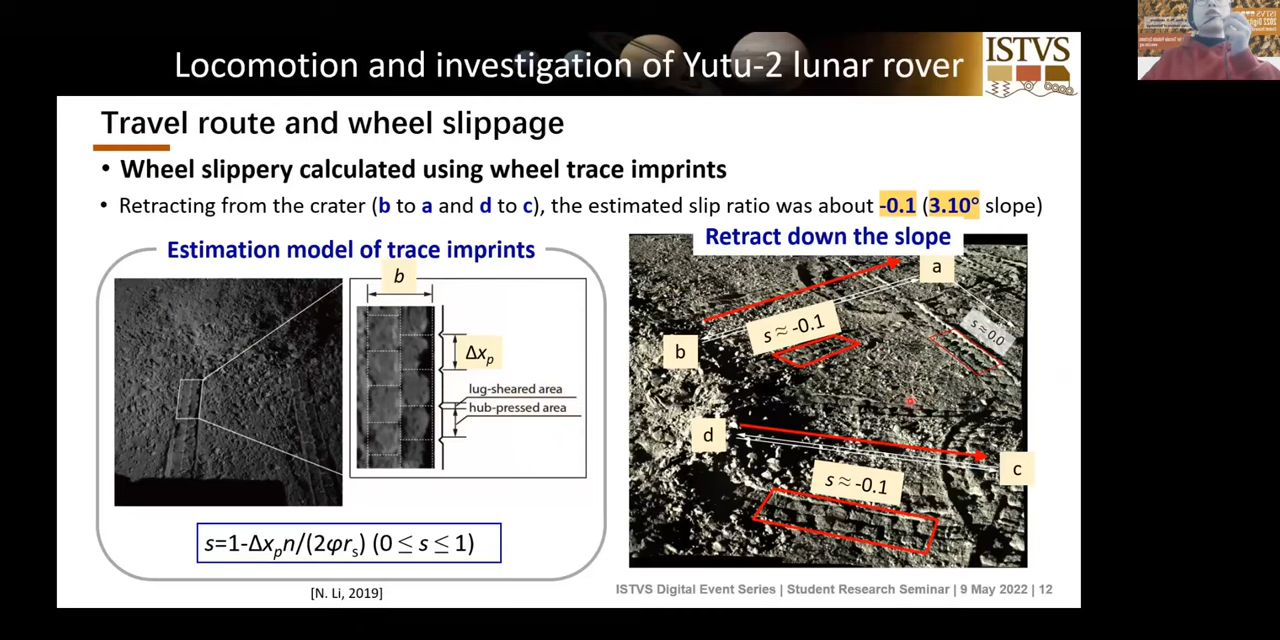 Locomotion and investigation of Yutu-2 lunar rover
ISTVS
Travel route and wheel slippage
• Wheel slippery calculated using wheel trace imprints
• Retracting from the crater (b to a and d to c), the estimated slip ratio was about -0.1 (3.10° slope)
Estimation model of trace imprints
b
Δxp
lug-sheared area
hub-pressed area
s=1-Δxpn/(2φrs) (0 ≤ s ≤ 1)
[N. Li, 2019]
Retract down the slope
a
s ≈ -0.1
s ≈ 0.0
b
d
c
s ≈ -0.1
ISTVS Digital Event Series | Student Research Seminar | 9 May 2022 | 12